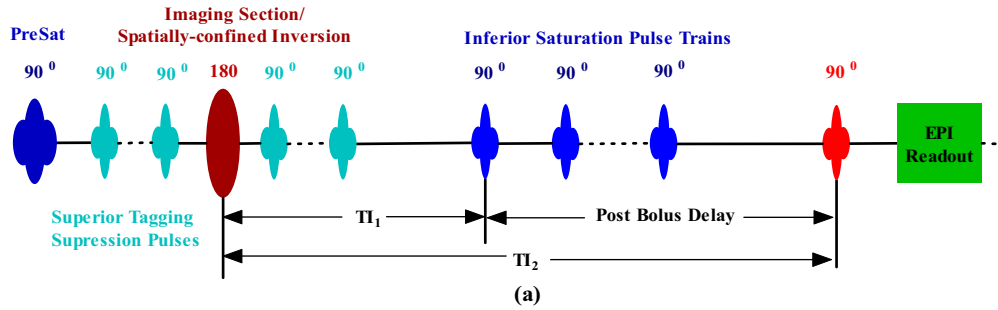 Imaging Section/
PreSat Spatially-confined Inversion Inferior Saturation Pulse Trains
90 0 90 0 90 0 180 90 0 90 0 90 0 90 0 90 0 90 0
EPI
Readout
Superior Tagging
Supression Pulses
TI1 Post Bolus Delay
TI2
(a)